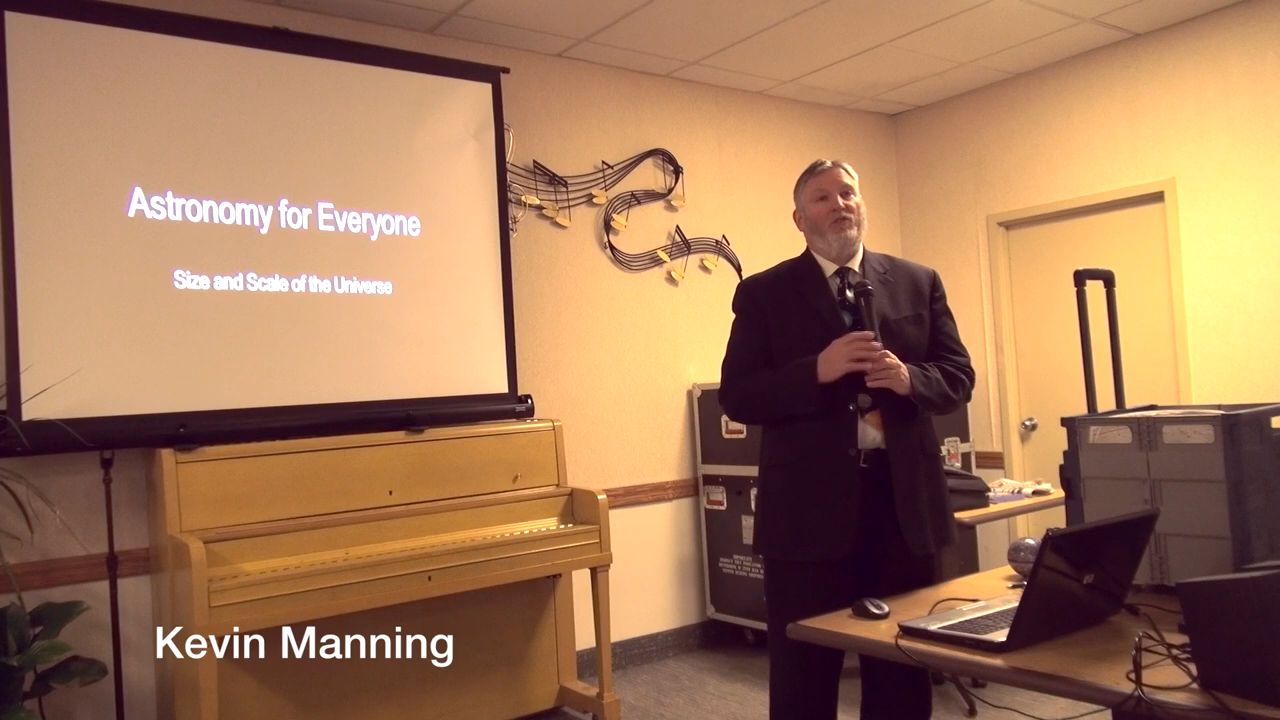 Astronomy for Everyone
Size and Scale of the Universe
Kevin Manning